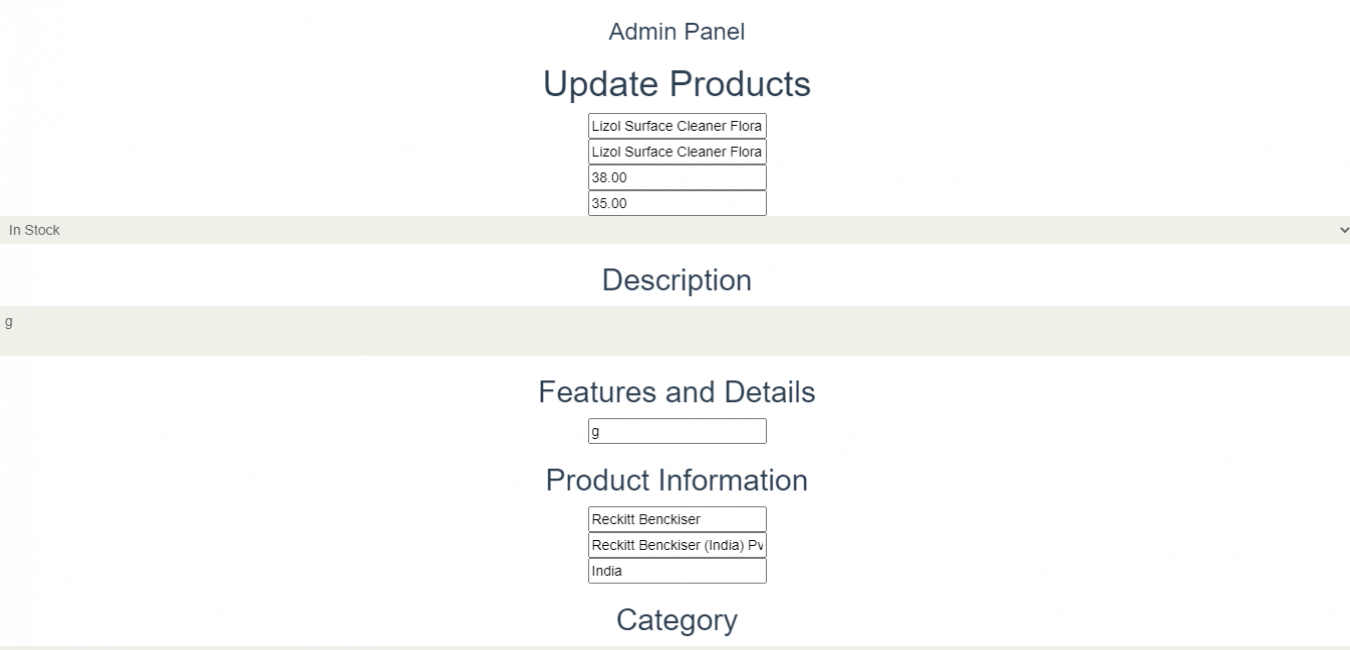 Admin Panel
Update Products
Lizol Surface Cleaner Flora
Lizol Surface Cleaner Flora
38.00
35.00
In Stock
Description
g
Features and Details
g
Product Information
Reckitt Benckiser
Reckitt Benckiser (India) Pv
India
Category